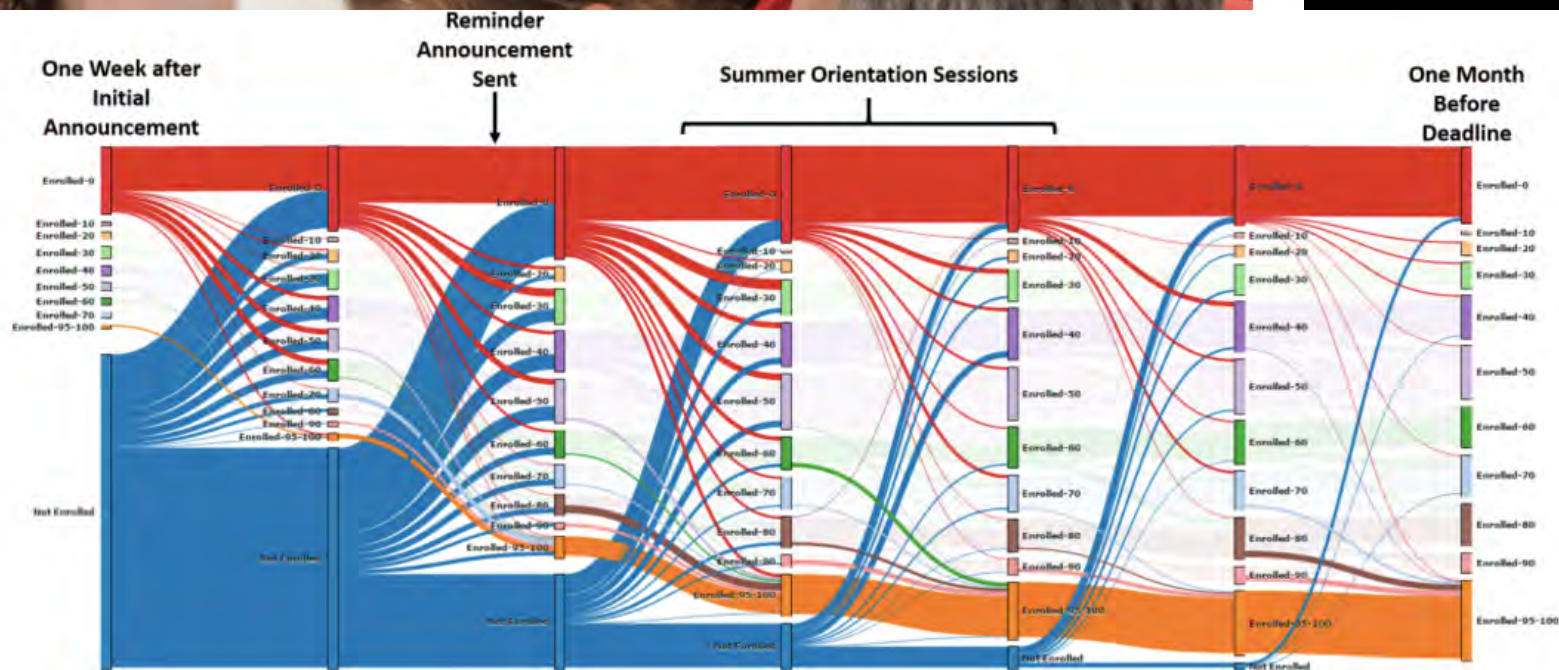 One Week after
Initial
Announcement
Reminder
Announcement
Sent
Summer Orientation Sessions
One Month
Before
Deadline
Enrolled-0
Enrolled-10
Enrolled-20
Enrolled-30
Enrolled-40
Enrolled-50
Enrolled-60
Enrolled-70
Enrolled-95-100
Not Enrolled
Enrolled-0
Enrolled-10
Enrolled-20
Enrolled-30
Enrolled-40
Enrolled-50
Enrolled-60
Enrolled-70
Enrolled-80
Enrolled-90
Enrolled-95-100
Not Enrolled
Enrolled-0
Enrolled-20
Enrolled-30
Enrolled-40
Enrolled-50
Enrolled-60
Enrolled-70
Enrolled-80
Enrolled-90
Enrolled-95-100
Not Enrolled
Enrolled-0
Enrolled-10
Enrolled-20
Enrolled-30
Enrolled-40
Enrolled-50
Enrolled-60
Enrolled-70
Enrolled-80
Enrolled-90
Enrolled-95-100
Not Enrolled
Enrolled-0
Enrolled-10
Enrolled-20
Enrolled-30
Enrolled-40
Enrolled-50
Enrolled-60
Enrolled-70
Enrolled-80
Enrolled-90
Enrolled-95-100
Not Enrolled
Enrolled-0
Enrolled-10
Enrolled-20
Enrolled-30
Enrolled-40
Enrolled-50
Enrolled-60
Enrolled-70
Enrolled-80
Enrolled-90
Enrolled-95-100
Not Enrolled
Enrolled-0
Enrolled-10
Enrolled-20
Enrolled-30
Enrolled-40
Enrolled-50
Enrolled-60
Enrolled-70
Enrolled-80
Enrolled-90
Enrolled-95-100